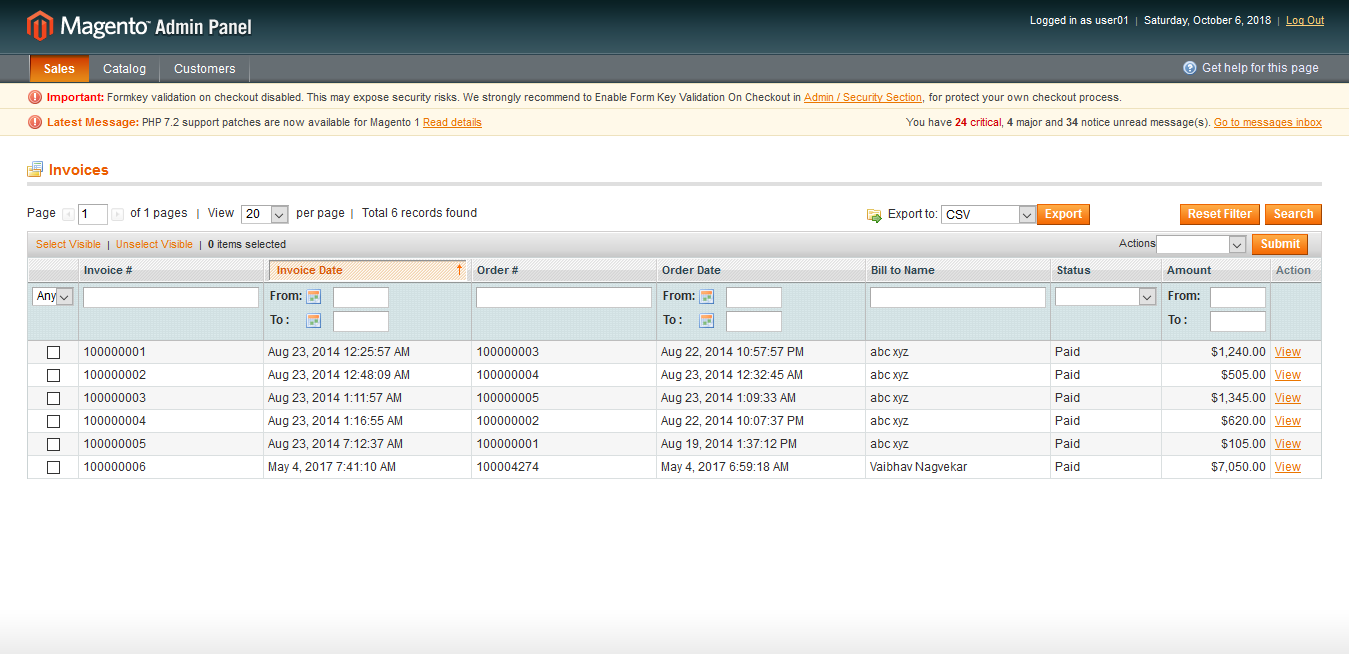 Magento™ Admin Panel
Logged in as user01 | Saturday, October 6, 2018 | Log Out
Sales Catalog Customers Get help for this page
Important: Formkey validation on checkout disabled. This may expose security risks. We strongly recommend to Enable Form Key Validation On Checkout in Admin / Security Section, for protect your own checkout process.
Latest Message: PHP 7.2 support patches are now available for Magento 1 Read details You have 24 critical, 4 major and 34 notice unread message(s). Go to messages inbox
Invoices
Page 1 of 1 pages | View 20 per page | Total 6 records found Export to: CSV Export Reset Filter Search
Select Visible | Unselect Visible | 0 items selected Actions Submit
Invoice # Invoice Date Order # Order Date Bill to Name Status Amount Action
Any From: From: From:
To : To : To :
100000001 Aug 23, 2014 12:25:57 AM 100000003 Aug 22, 2014 10:57:57 PM abc xyz Paid $1,240.00 View
100000002 Aug 23, 2014 12:48:09 AM 100000004 Aug 23, 2014 12:32:45 AM abc xyz Paid $505.00 View
100000003 Aug 23, 2014 1:11:57 AM 100000005 Aug 23, 2014 1:09:33 AM abc xyz Paid $1,345.00 View
100000004 Aug 23, 2014 1:16:55 AM 100000002 Aug 22, 2014 10:07:37 PM abc xyz Paid $620.00 View
100000005 Aug 23, 2014 7:12:37 AM 100000001 Aug 19, 2014 1:37:12 PM abc xyz Paid $105.00 View
100000006 May 4, 2017 7:41:10 AM 100004274 May 4, 2017 6:59:18 AM Vaibhav Nagvekar Paid $7,050.00 View